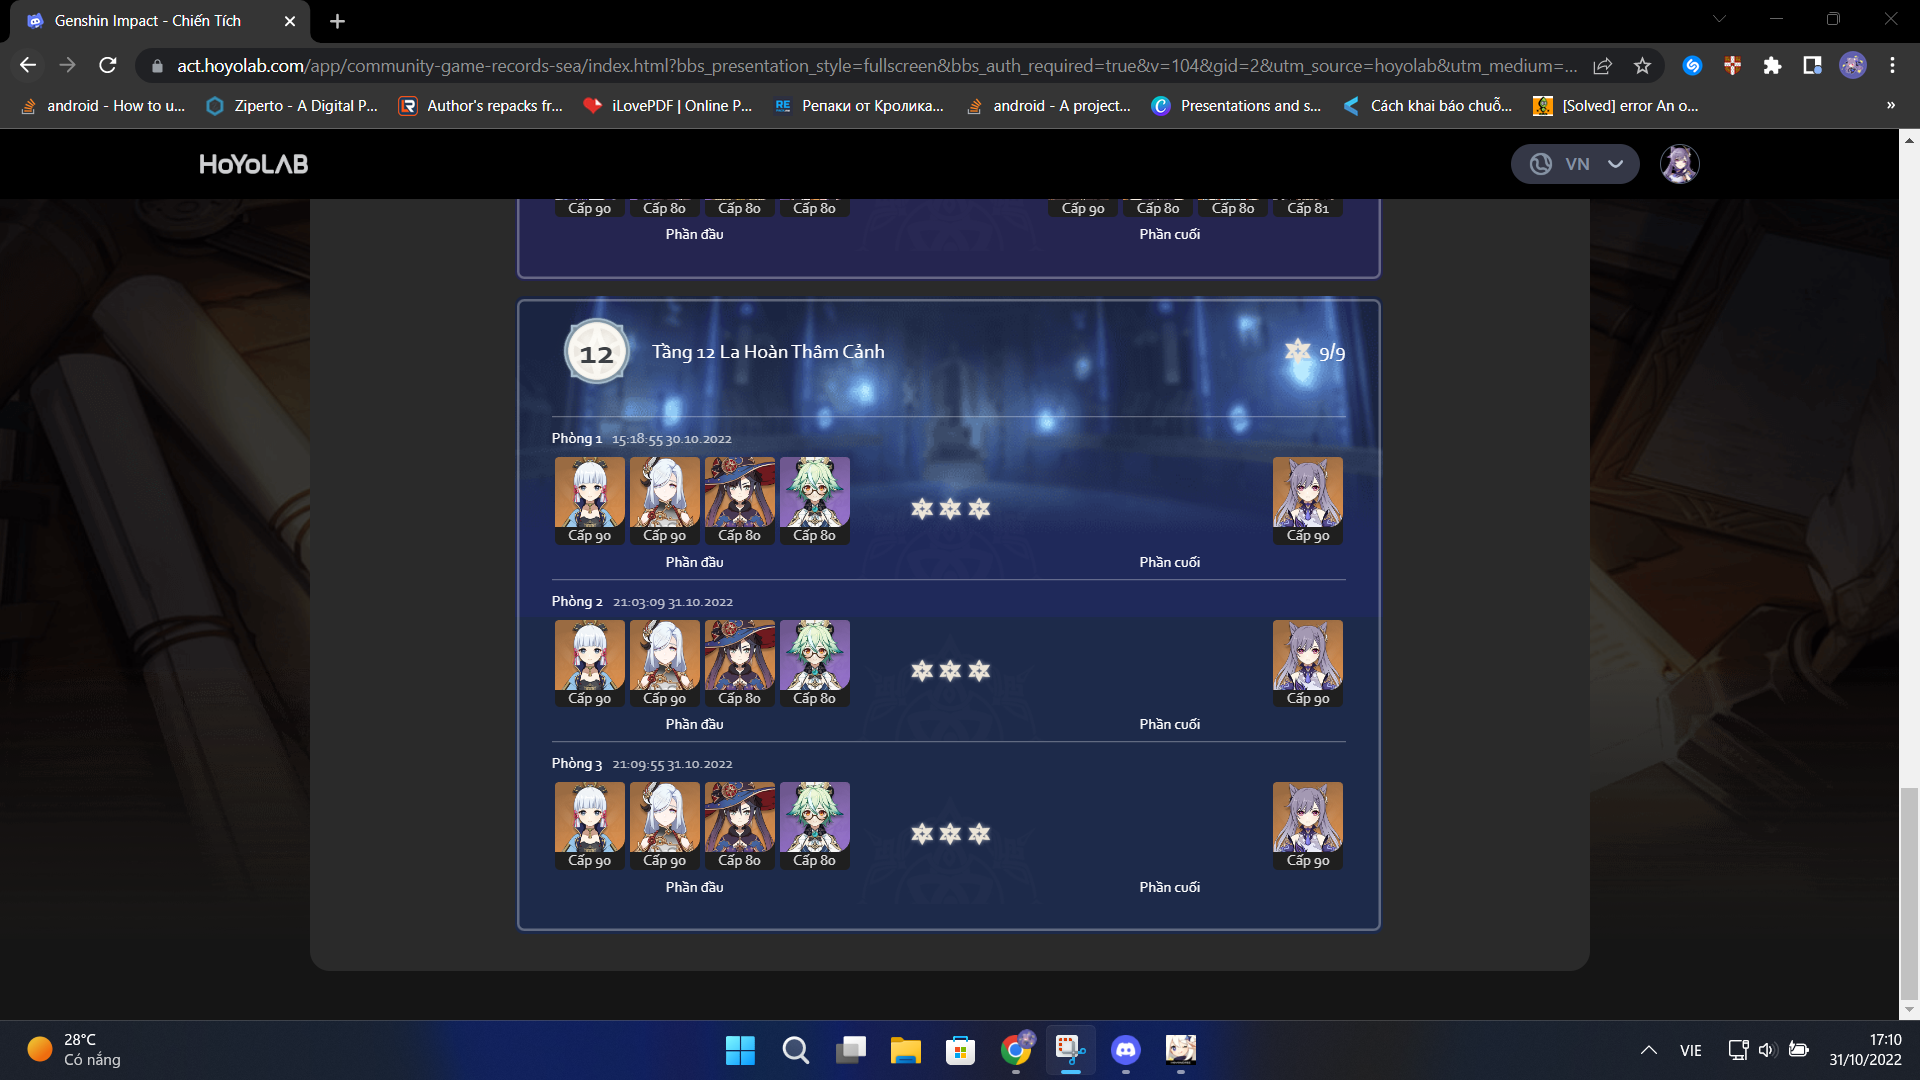 Genshin Impact - Chiến Tích
act.hoyolab.com/app/community-game-records-sea/index.html?bbs_presentation_style=fullscreen&bbs_auth_required=true&v=104&gid=2&utm_source=hoyolab&utm_medium=...
android - How to u...
Ziperto - A Digital P...
Author's repacks fr...
iLovePDF | Online P...
RE Репаки от Кролика...
android - A project...
Presentations and s...
Cách khai báo chuỗ...
[Solved] error An o...
»
HoYoLAB
VN
Cấp 90 Cấp 80 Cấp 80 Cấp 80 Cấp 90 Cấp 80 Cấp 80 Cấp 81
Phần đầu Phần cuối
12 Tầng 12 La Hoàn Thâm Cảnh 9/9
Phòng 1 15:18:55 30.10.2022
Cấp 90 Cấp 90 Cấp 80 Cấp 80 Cấp 90
Phần đầu Phần cuối
Phòng 2 21:03:09 31.10.2022
Cấp 90 Cấp 90 Cấp 80 Cấp 80 Cấp 90
Phần đầu Phần cuối
Phòng 3 21:09:55 31.10.2022
Cấp 90 Cấp 90 Cấp 80 Cấp 80 Cấp 90
Phần đầu Phần cuối
28°C
Có nắng
VIE
17:10
31/10/2022